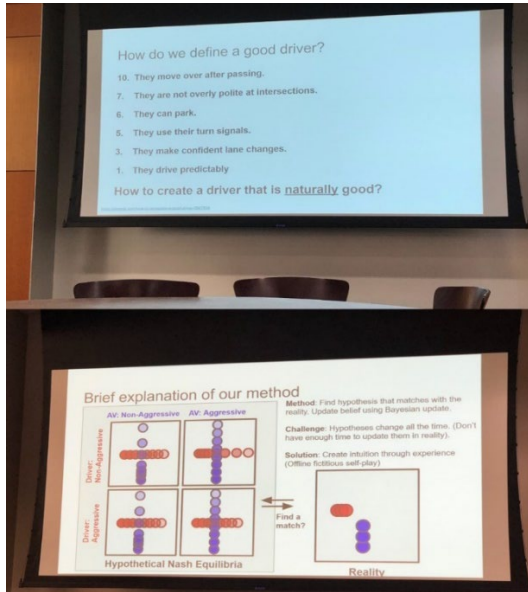 How do we define a good driver?
10. They move over after passing.
7. They are not overly polite at intersections.
6. They can park.
5. They use their turn signals.
3. They make confident lane changes.
1. They drive predictably
How to create a driver that is naturally good?
Brief explanation of our method
AV: Non-Aggressive
AV: Aggressive
Driver: Non-Aggressive
Driver: Aggressive
Hypothetical Nash Equilibria
Method: Find hypothesis that matches with the
reality. Update belief using Bayesian update.
Challenge: Hypotheses change all the time. (Don't
have enough time to update them in reality).
Solution: Create intuition through experience
(Offline fictitious self-play)
Find a
match?
Reality